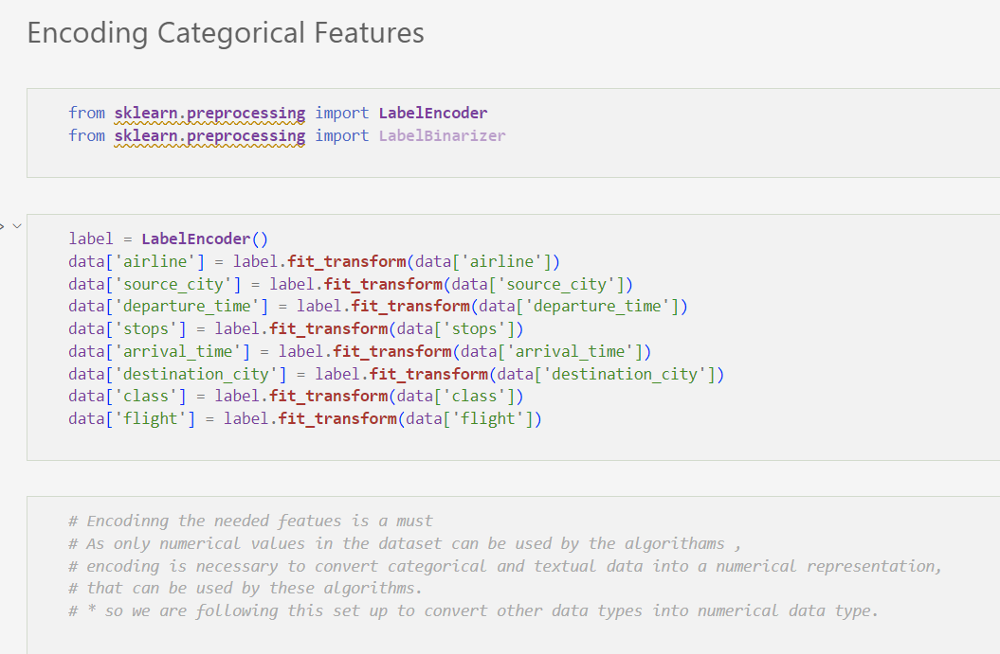 Encoding Categorical Features
from sklearn.preprocessing import LabelEncoder
from sklearn.preprocessing import LabelBinarizer
label = LabelEncoder()
data['airline'] = label.fit_transform(data['airline'])
data['source_city'] = label.fit_transform(data['source_city'])
data['departure_time'] = label.fit_transform(data['departure_time'])
data['stops'] = label.fit_transform(data['stops'])
data['arrival_time'] = label.fit_transform(data['arrival_time'])
data['destination_city'] = label.fit_transform(data['destination_city'])
data['class'] = label.fit_transform(data['class'])
data['flight'] = label.fit_transform(data['flight'])
# Encodinng the needed featues is a must
# As only numerical values in the dataset can be used by the algorithams ,
# encoding is necessary to convert categorical and textual data into a numerical representation,
# that can be used by these algorithms.
# * so we are following this set up to convert other data types into numerical data type.